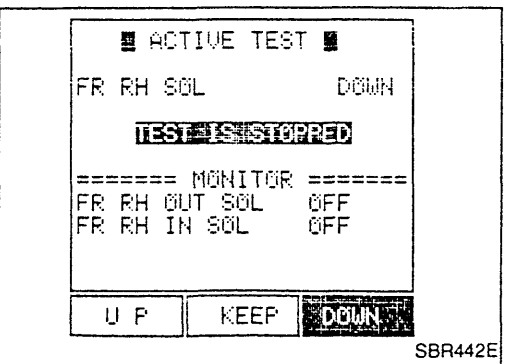 ACTIVE TEST
FR RH SOL DOWN
TEST IS STOPPED
======= MONITOR =======
FR RH OUT SOL OFF
FR RH IN SOL OFF
UP KEEP DOWN
SBR442E